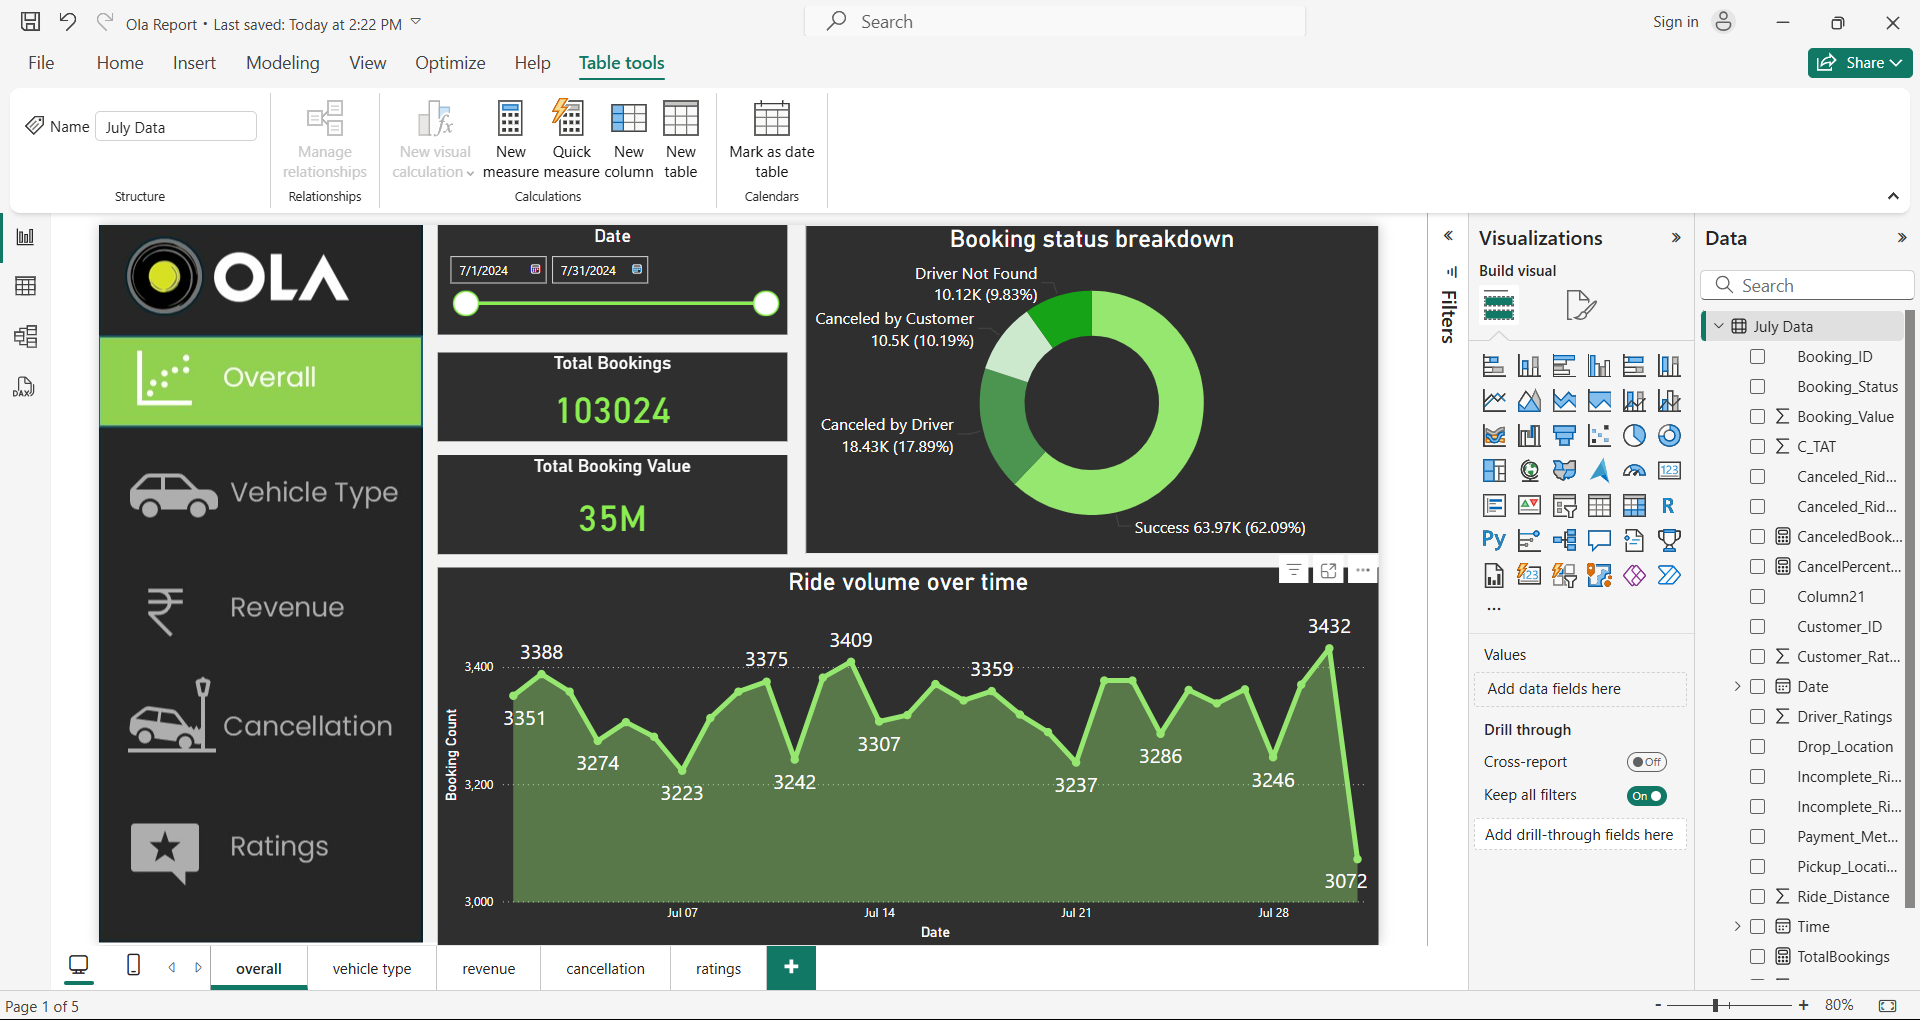 Ola Report • Last saved: Today at 2:22 PM
Search
Sign in
File
Home
Insert
Modeling
View
Optimize
Help
Table tools
Share
Name
July Data
Structure
Manage relationships
Relationships
New visual calculation
New measure
Quick measure
New column
New table
Calculations
Mark as date table
Calendars
OLA
Overall
Vehicle Type
Revenue
Cancellation
Ratings
Date
7/1/2024
7/31/2024
Total Bookings
103024
Total Booking Value
35M
Booking status breakdown
Driver Not Found
10.12K (9.83%)
Canceled by Customer
10.5K (10.19%)
Canceled by Driver
18.43K (17.89%)
Success 63.97K (62.09%)
Ride volume over time
Booking Count
3,400
3,200
3,000
3351
3388
3274
3223
3375
3242
3409
3307
3359
3237
3286
3246
3432
3072
Jul 07
Jul 14
Jul 21
Jul 28
Date
Filters
Visualizations
Build visual
123
R
Py
123
...
Values
Add data fields here
Drill through
Cross-report
Off
Keep all filters
On
Add drill-through fields here
Data
Search
July Data
Booking_ID
Booking_Status
Booking_Value
C_TAT
Canceled_Rid...
Canceled_Rid...
CanceledBook...
CancelPercent...
Column21
Customer_ID
Customer_Rat...
Date
Driver_Ratings
Drop_Location
Incomplete_Ri...
Incomplete_Ri...
Payment_Met...
Pickup_Locati...
Ride_Distance
Time
TotalBookings
DAX
overall
vehicle type
revenue
cancellation
ratings
+
Page 1 of 5
- + 80%